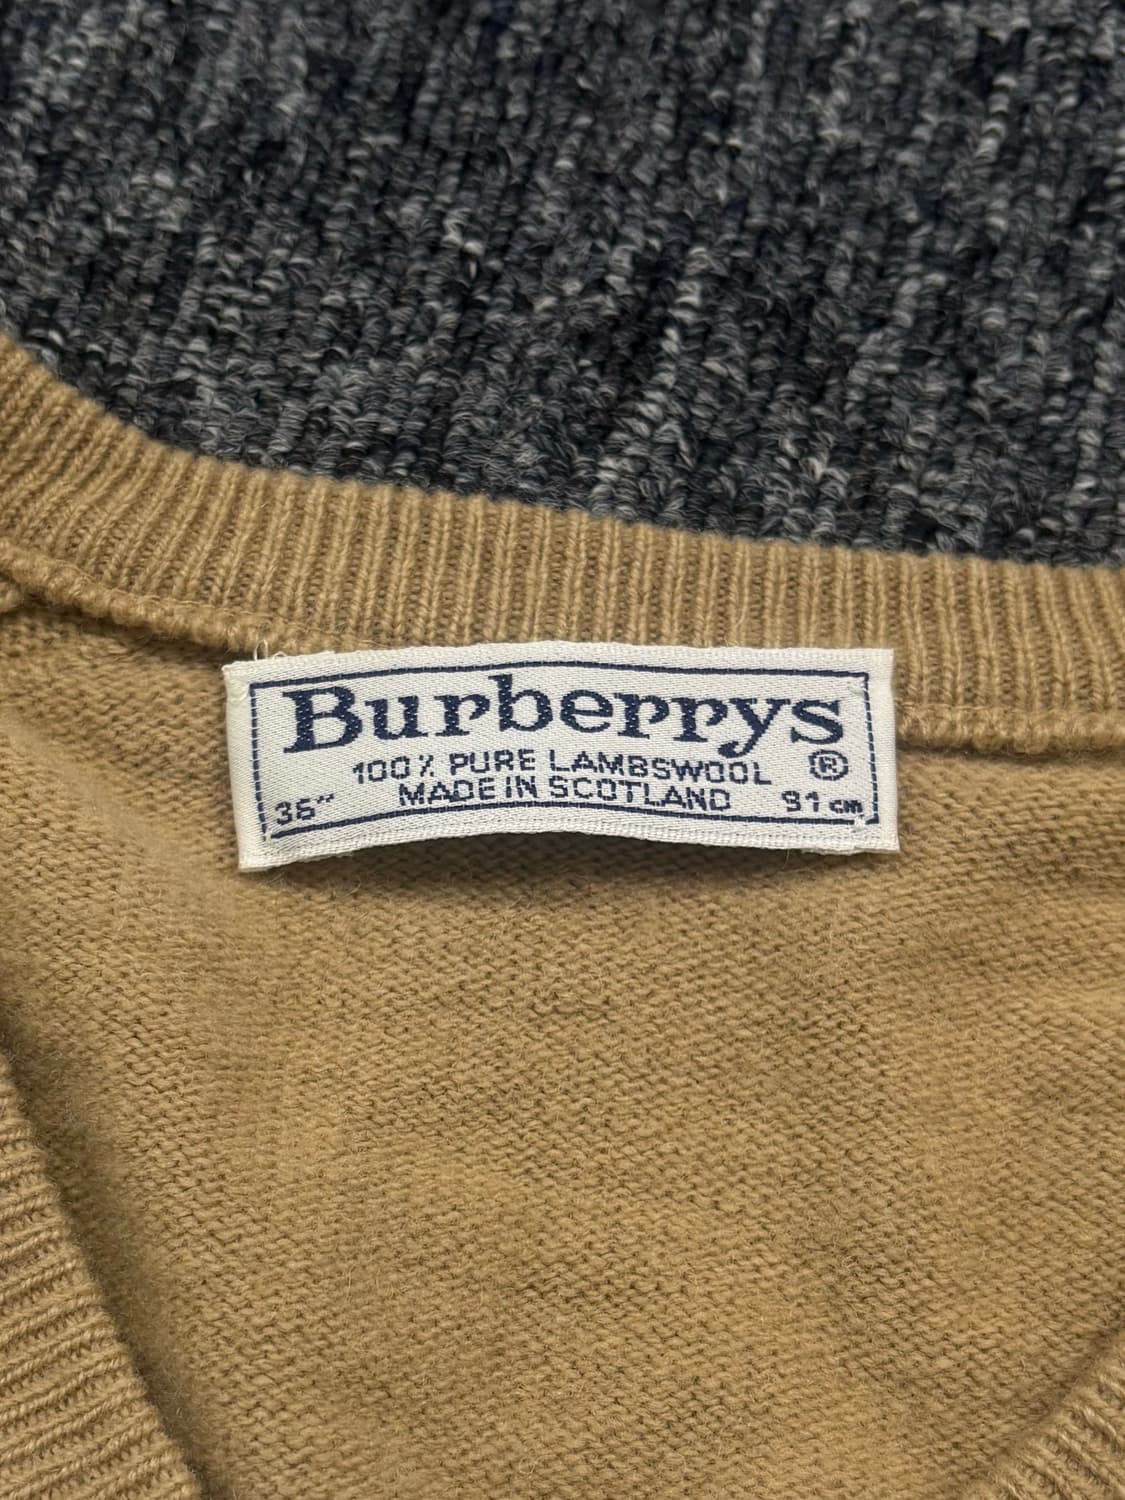 Burberrys
100% PURE LAMBSWOOL ®
36" MADE IN SCOTLAND 91 cm